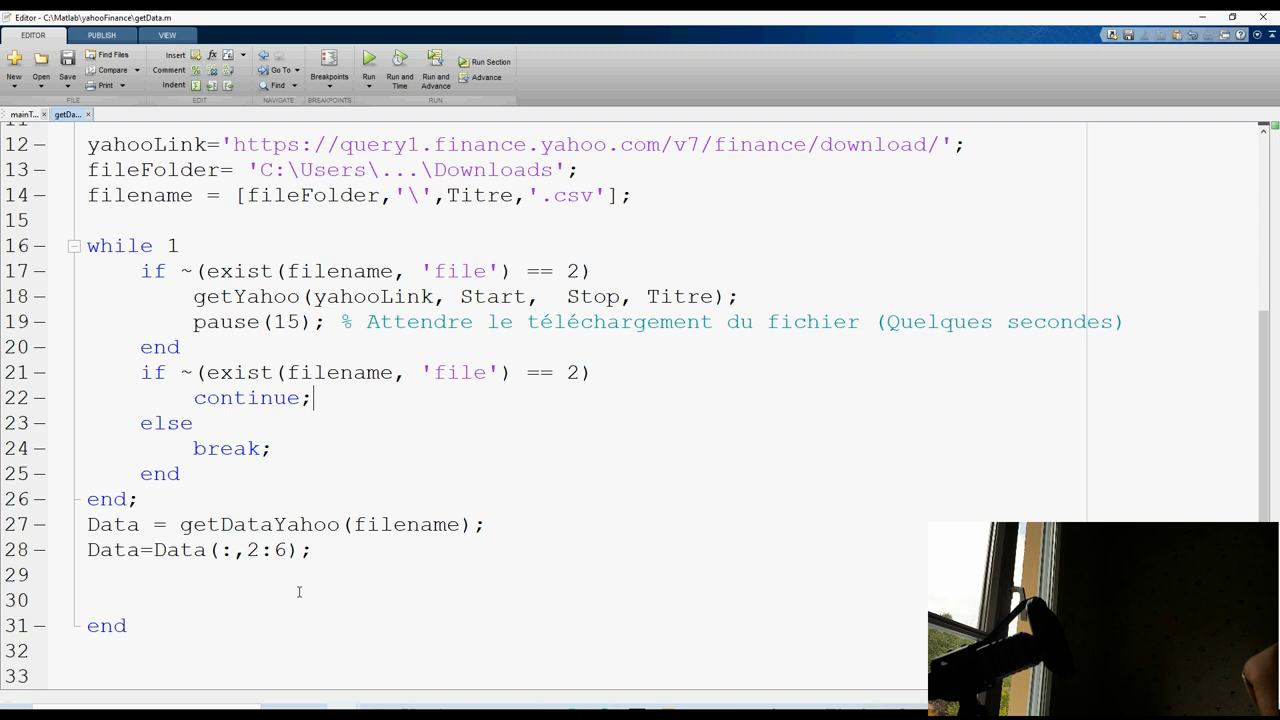 Editor - C:\Matlab\yahooFinance\getData.m
EDITOR PUBLISH VIEW
New Open Save Find Files Compare Print
Insert Comment Indent
Go To Find
Breakpoints Run Run and Time Run and Advance Run Section Advance
FILE EDIT NAVIGATE BREAKPOINTS RUN
mainT... getDa...
12 yahooLink='https://query1.finance.yahoo.com/v7/finance/download/';
13 fileFolder= 'C:\Users\...\Downloads';
14 filename = [fileFolder,'\',Titre,'.csv'];
15
16 while 1
17 if ~(exist(filename, 'file') == 2)
18 getYahoo(yahooLink, Start, Stop, Titre);
19 pause(15); % Attendre le téléchargement du fichier (Quelques secondes)
20 end
21 if ~(exist(filename, 'file') == 2)
22 continue;
23 else
24 break;
25 end
26 end;
27 Data = getDataYahoo(filename);
28 Data=Data(:,2:6);
29
30
31 end
32
33